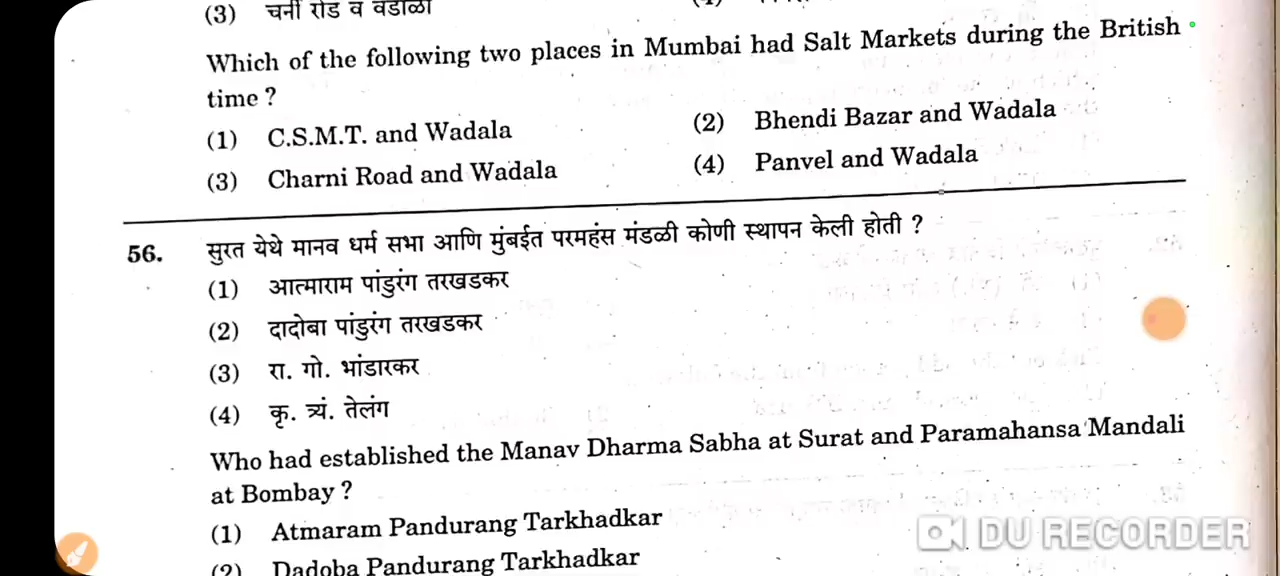 (3) चर्नी रोड व वडाळा
Which of the following two places in Mumbai had Salt Markets during the British
time ?
(1) C.S.M.T. and Wadala (2) Bhendi Bazar and Wadala
(3) Charni Road and Wadala (4) Panvel and Wadala
56. सुरत येथे मानव धर्म सभा आणि मुंबईत परमहंस मंडळी कोणी स्थापन केली होती ?
(1) आत्माराम पांडुरंग तरखडकर
(2) दादोबा पांडुरंग तरखडकर
(3) रा. गो. भांडारकर
(4) कृ. त्र्यं. तेलंग
Who had established the Manav Dharma Sabha at Surat and Paramahansa Mandali
at Bombay ?
(1) Atmaram Pandurang Tarkhadkar
(2) Dadoba Pandurang Tarkhadkar
DU RECORDER